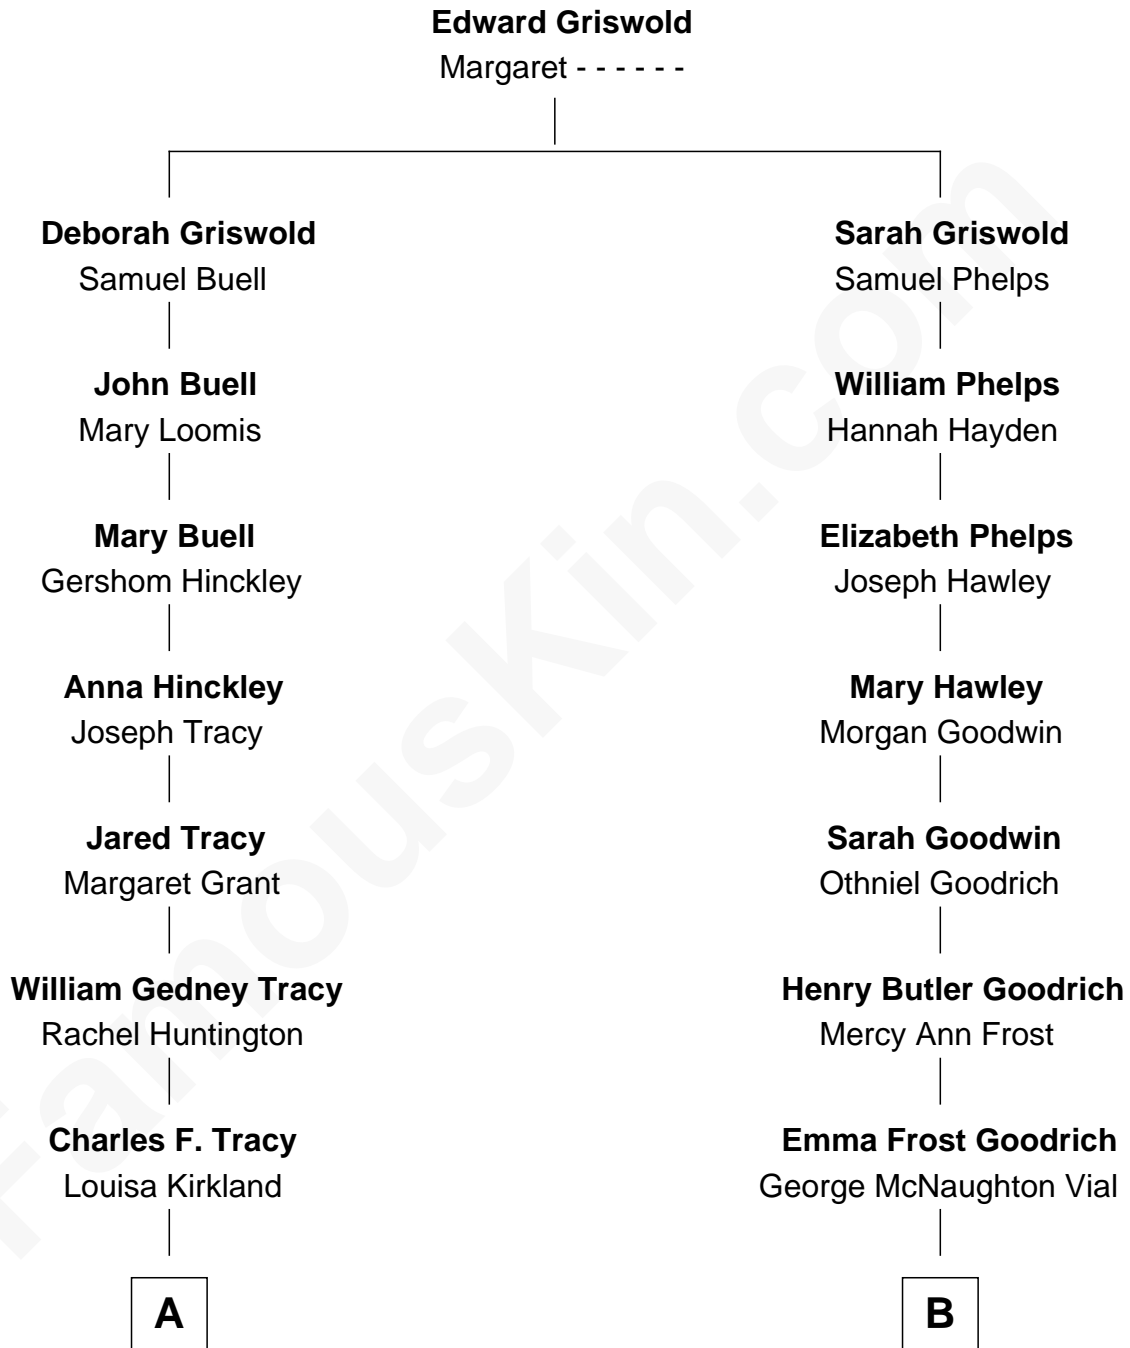 Edward Griswold
Margaret - - - - - -
Deborah Griswold
Samuel Buell
Sarah Griswold
Samuel Phelps
John Buell
Mary Loomis
William Phelps
Hannah Hayden
Mary Buell
Gershom Hinckley
Elizabeth Phelps
Joseph Hawley
Anna Hinckley
Joseph Tracy
Mary Hawley
Morgan Goodwin
Jared Tracy
Margaret Grant
Sarah Goodwin
Othniel Goodrich
William Gedney Tracy
Rachel Huntington
Henry Butler Goodrich
Mercy Ann Frost
Charles F. Tracy
Louisa Kirkland
Emma Frost Goodrich
George McNaughton Vial
A
B
FamousKin.com